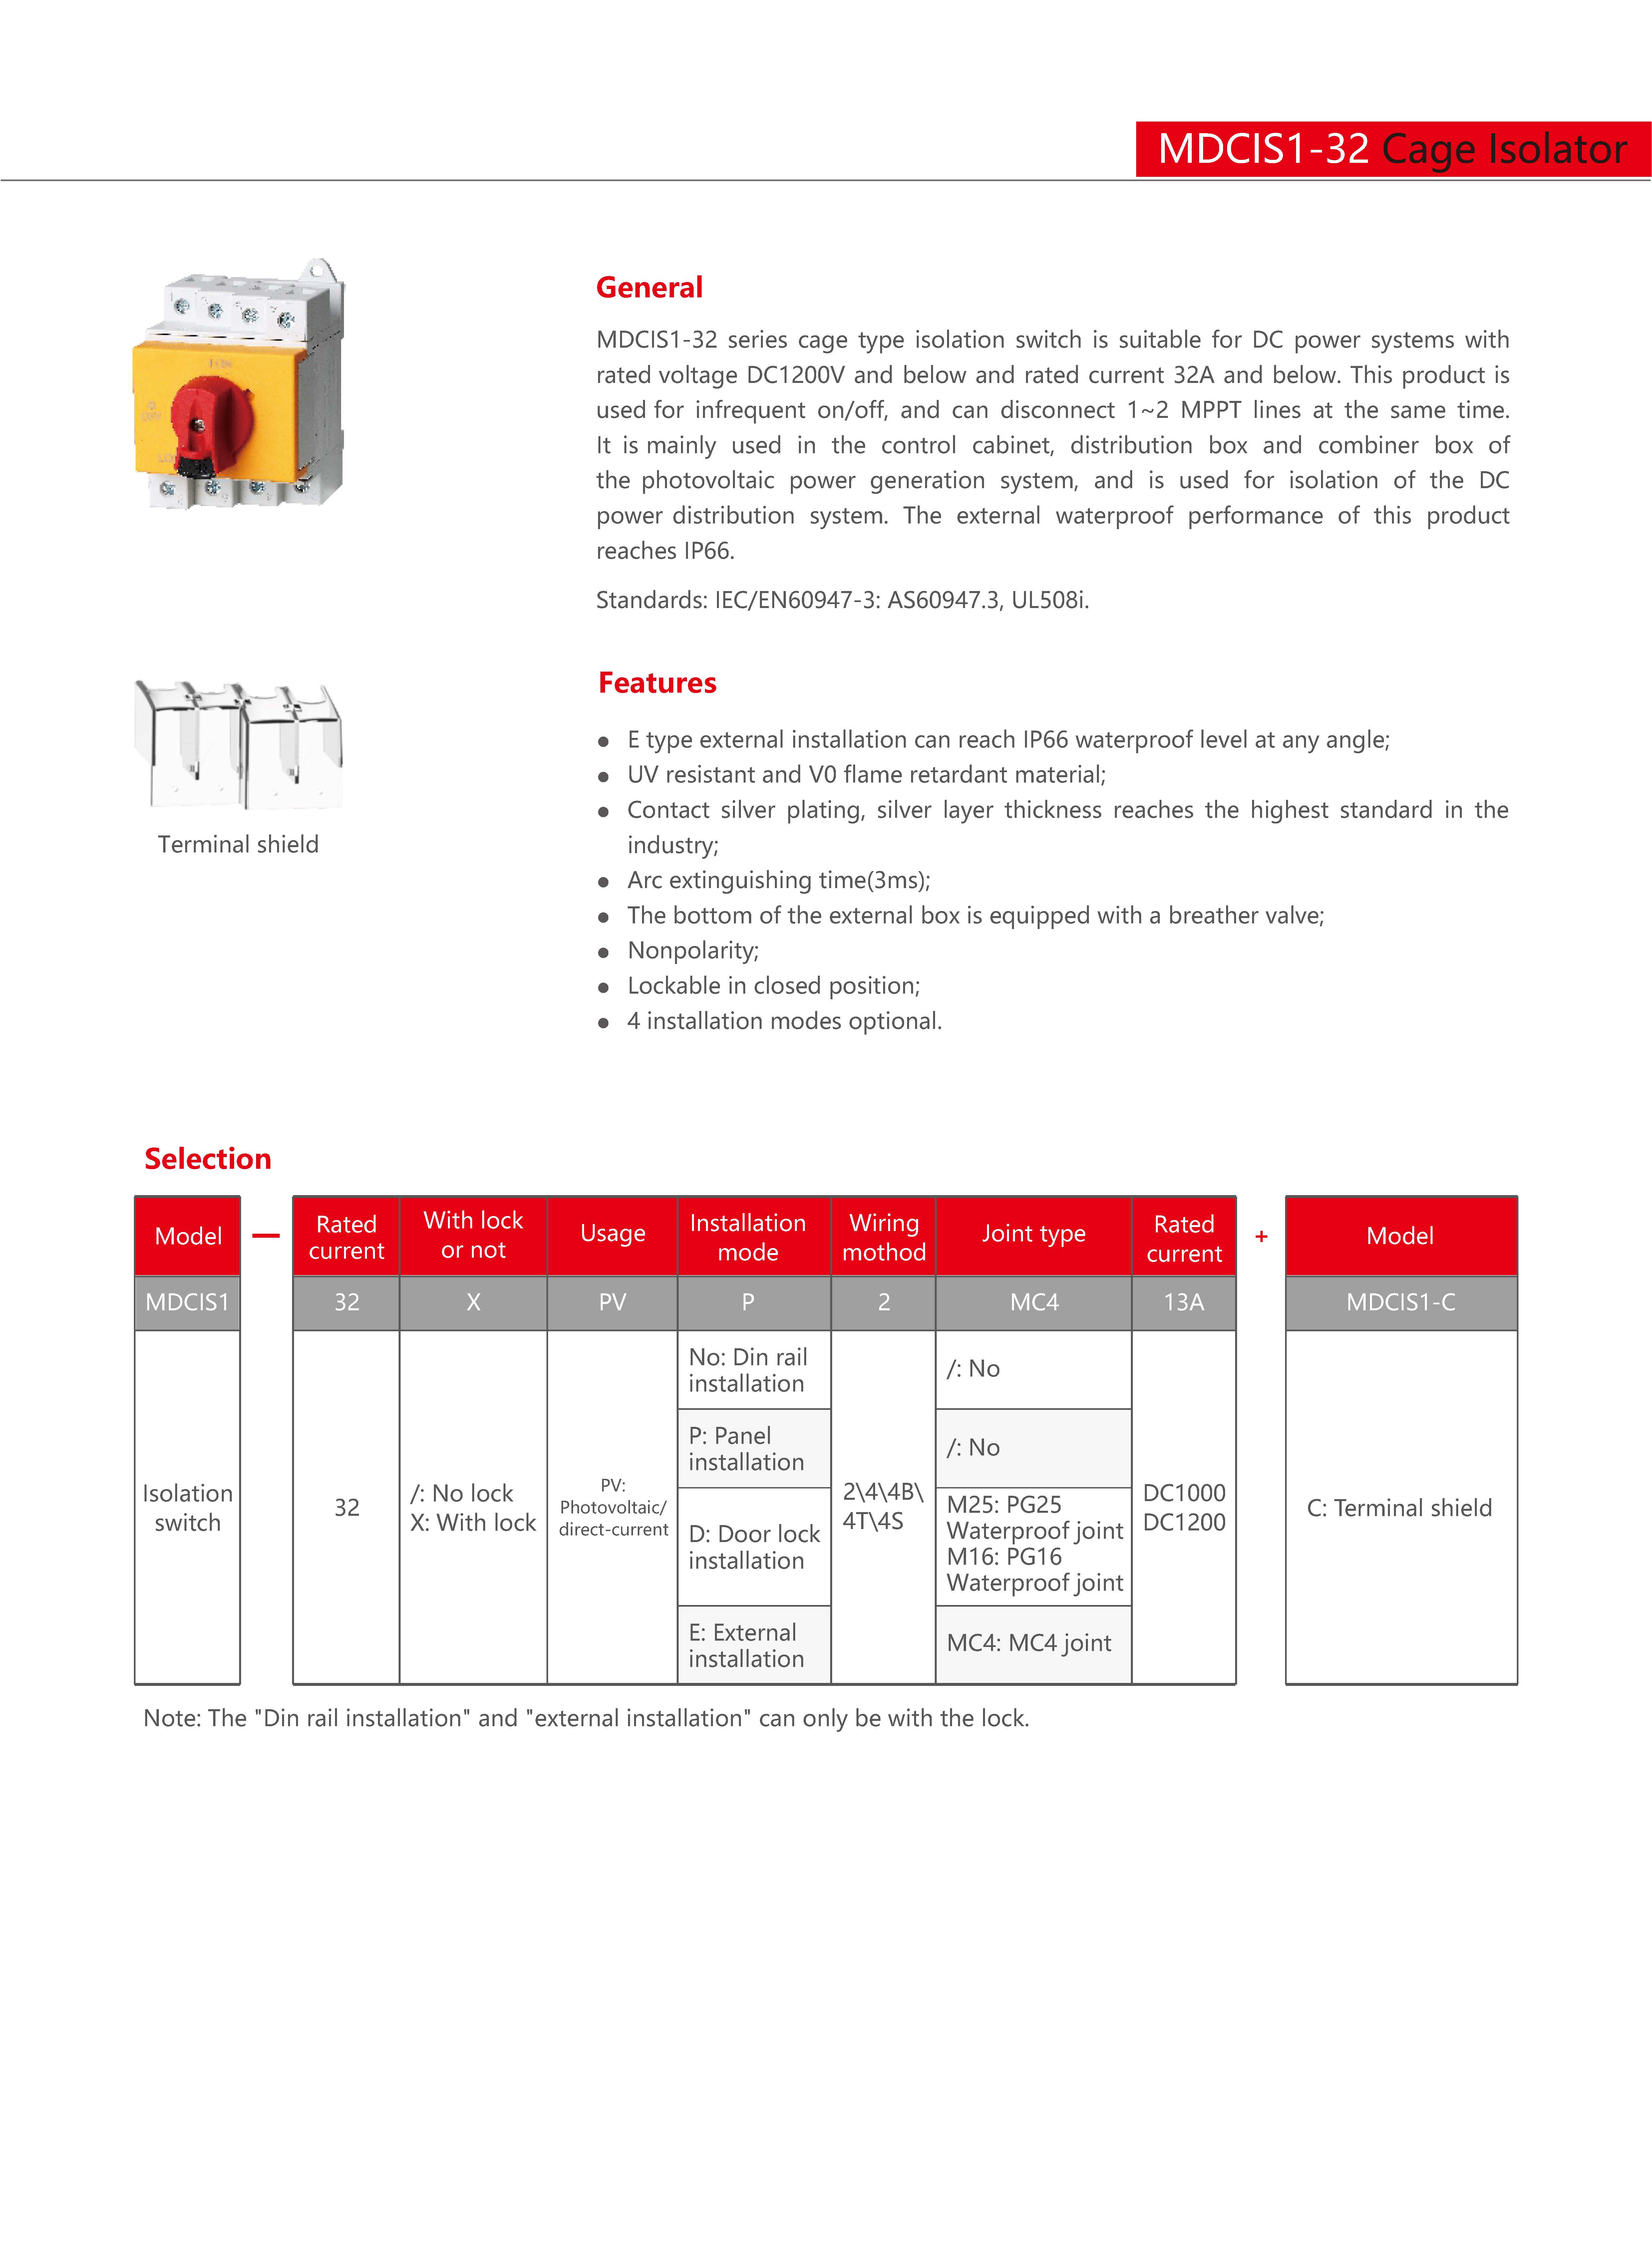 MDCIS1-32 Cage Isolator
General
MDCIS1-32 series cage type isolation switch is suitable for DC power systems with
rated voltage DC1200V and below and rated current 32A and below. This product is
used for infrequent on/off, and can disconnect 1~2 MPPT lines at the same time.
It is mainly used in the control cabinet, distribution box and combiner box of
the photovoltaic power generation system, and is used for isolation of the DC
power distribution system. The external waterproof performance of this product
reaches IP66.
Standards: IEC/EN60947-3: AS60947.3, UL508i.
Terminal shield
Features
● E type external installation can reach IP66 waterproof level at any angle;
● UV resistant and V0 flame retardant material;
● Contact silver plating, silver layer thickness reaches the highest standard in the
industry;
● Arc extinguishing time(3ms);
● The bottom of the external box is equipped with a breather valve;
● Nonpolarity;
● Lockable in closed position;
● 4 installation modes optional.
Selection
Model — Rated current With lock or not Usage Installation mode Wiring mothod Joint type Rated current + Model
MDCIS1 32 X PV P 2 MC4 13A MDCIS1-C
Isolation
switch
32
/: No lock
X: With lock
PV:
Photovoltaic/
direct-current
No: Din rail
installation
P: Panel
installation
D: Door lock
installation
E: External
installation
2\4\4B\
4T\4S
/: No
/: No
M25: PG25
Waterproof joint
M16: PG16
Waterproof joint
MC4: MC4 joint
DC1000
DC1200
C: Terminal shield
Note: The "Din rail installation" and "external installation" can only be with the lock.